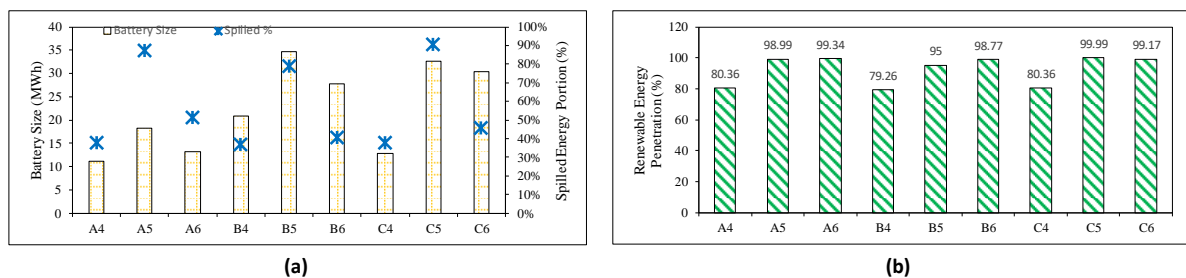 Battery Size
Spilled %
Battery Size (MWh)
40
35
30
25
20
15
10
5
0
100%
90%
80%
70%
60%
50%
40%
30%
20%
10%
0%
Spilled Energy Portion (%)
A4 A5 A6 B4 B5 B6 C4 C5 C6
(a)
Renewable Energy
Penetration (%)
120
100
80
60
40
20
0
80.36 98.99 99.34 79.26 95 98.77 80.36 99.99 99.17
A4 A5 A6 B4 B5 B6 C4 C5 C6
(b)